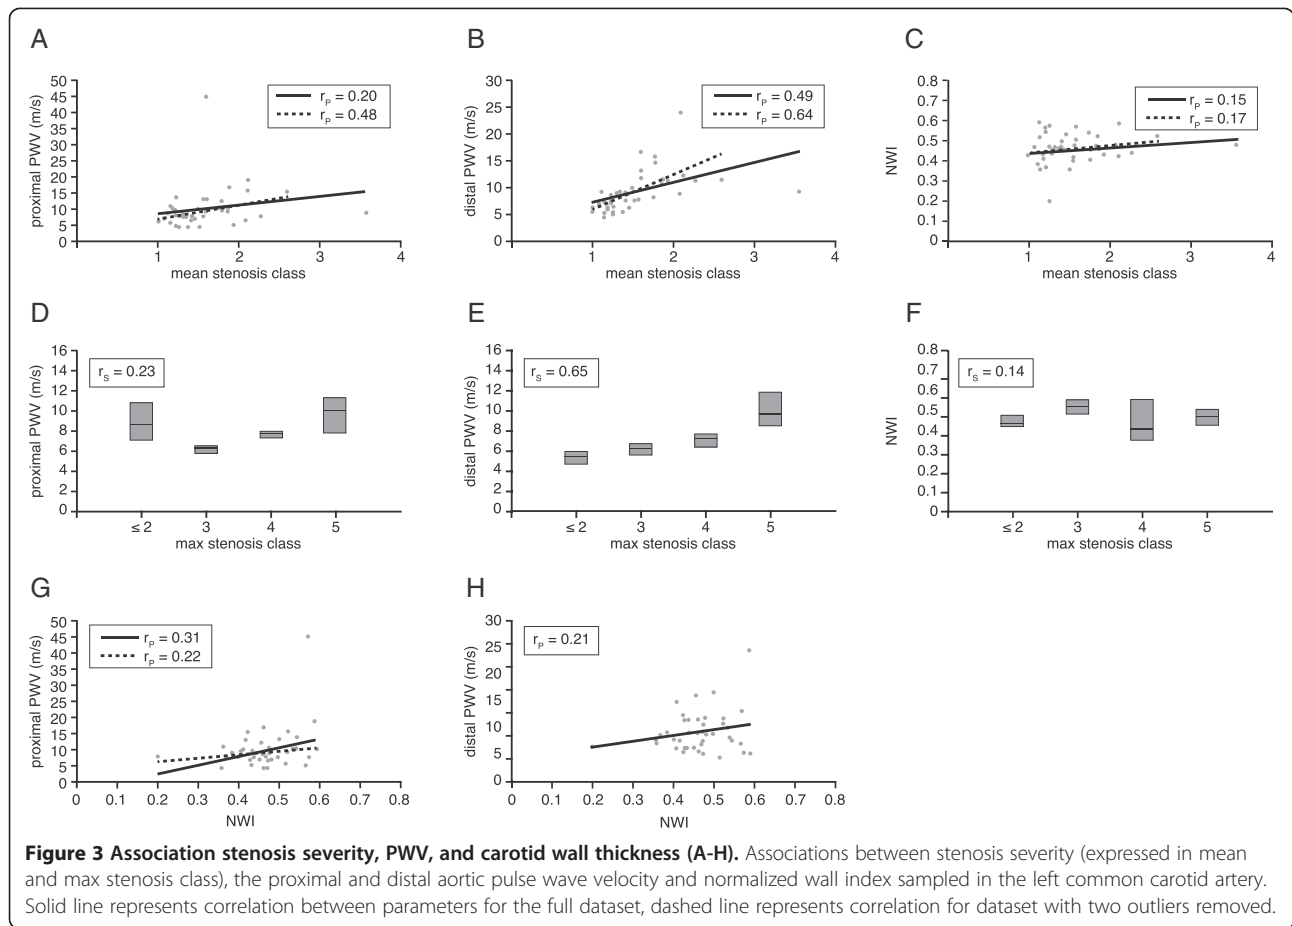 A
B
C
50
45
40
35
30
25
20
15
10
5
0
proximal PWV (m/s)
r_P = 0.20
r_P = 0.48
1
2
3
4
mean stenosis class
30
25
20
15
10
5
0
distal PWV (m/s)
r_P = 0.49
r_P = 0.64
1
2
3
4
mean stenosis class
0.8
0.7
0.6
0.5
0.4
0.3
0.2
0.1
0
NWI
r_P = 0.15
r_P = 0.17
1
2
3
4
mean stenosis class
D
E
F
16
14
12
10
8
6
4
2
0
proximal PWV (m/s)
r_S = 0.23
≤ 2
3
4
5
max stenosis class
16
14
12
10
8
6
4
2
0
distal PWV (m/s)
r_S = 0.65
≤ 2
3
4
5
max stenosis class
0.8
0.7
0.6
0.5
0.4
0.3
0.2
0.1
0
NWI
r_S = 0.14
≤ 2
3
4
5
max stenosis class
G
H
50
45
40
35
30
25
20
15
10
5
0
proximal PWV (m/s)
r_P = 0.31
r_P = 0.22
0
0.1
0.2
0.3
0.4
0.5
0.6
0.7
0.8
NWI
30
25
20
15
10
5
0
distal PWV (m/s)
r_P = 0.21
0
0.1
0.2
0.3
0.4
0.5
0.6
0.7
0.8
NWI
Figure 3 Association stenosis severity, PWV, and carotid wall thickness (A-H). Associations between stenosis severity (expressed in mean
and max stenosis class), the proximal and distal aortic pulse wave velocity and normalized wall index sampled in the left common carotid artery.
Solid line represents correlation between parameters for the full dataset, dashed line represents correlation for dataset with two outliers removed.